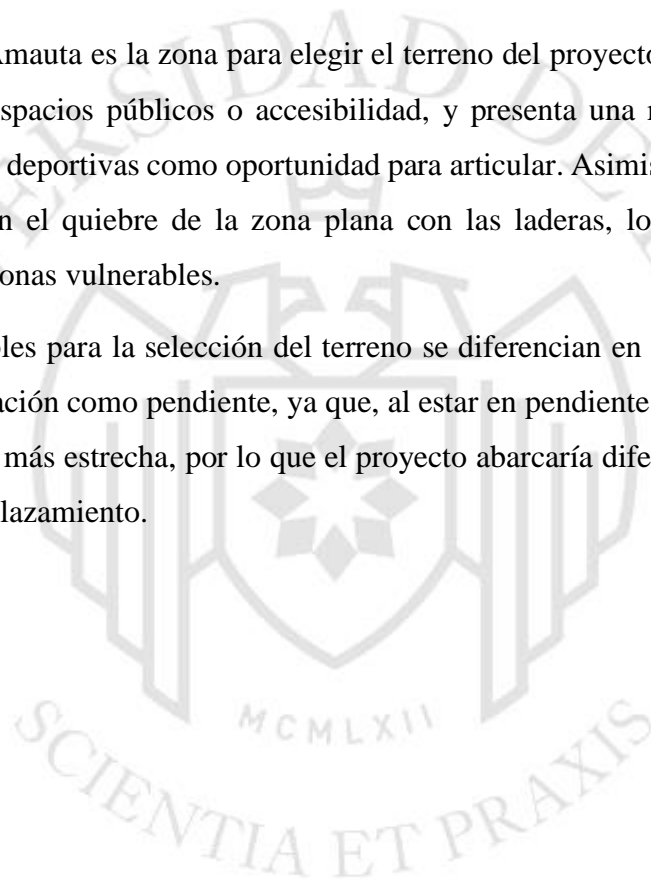 Amauta es la zona para elegir el terreno del proyecto
spacios públicos o accesibilidad, y presenta una
deportivas como oportunidad para articular. Asimis
n el quiebre de la zona plana con las laderas, lo
onas vulnerables.
les para la selección del terreno se diferencian en
ación como pendiente, ya que, al estar en pendiente
más estrecha, por lo que el proyecto abarcaría dife
lazamiento.
ERSIDAD DE
MCMLXII
SCIENTIA ET PRAXIS